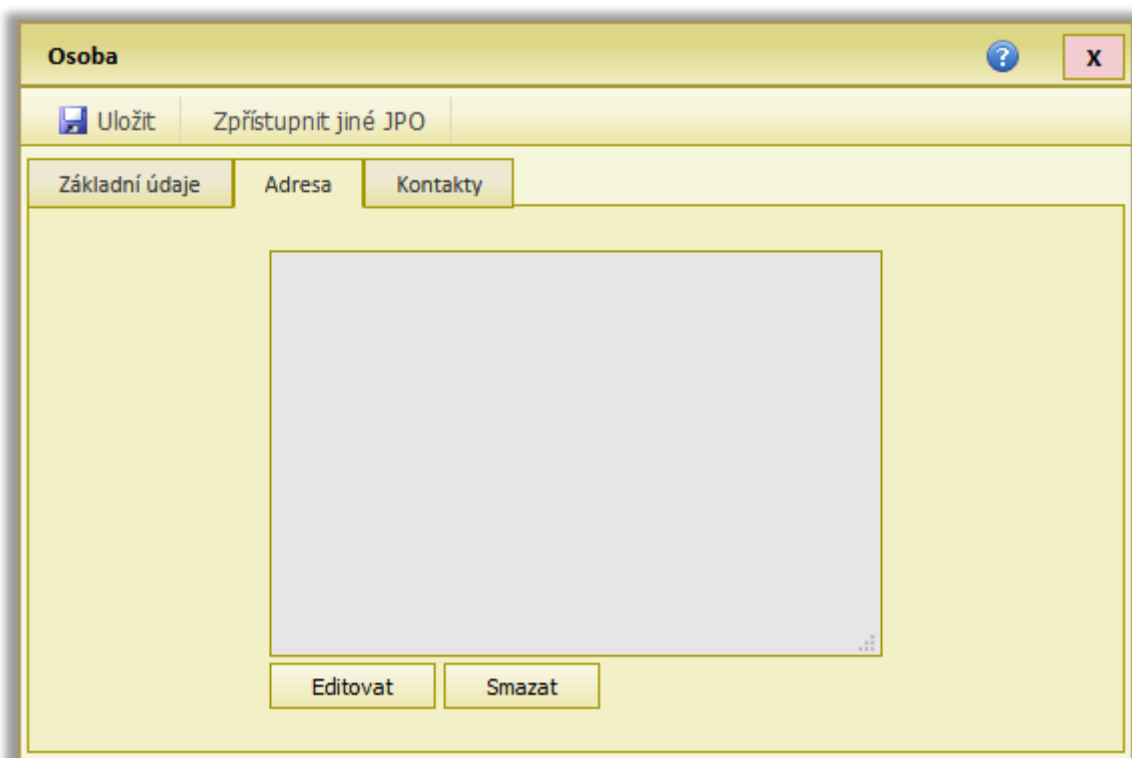 Osoba
X
Uložit Zpřístupnit jiné JPO
Základní údaje Adresa Kontakty
Editovat Smazat